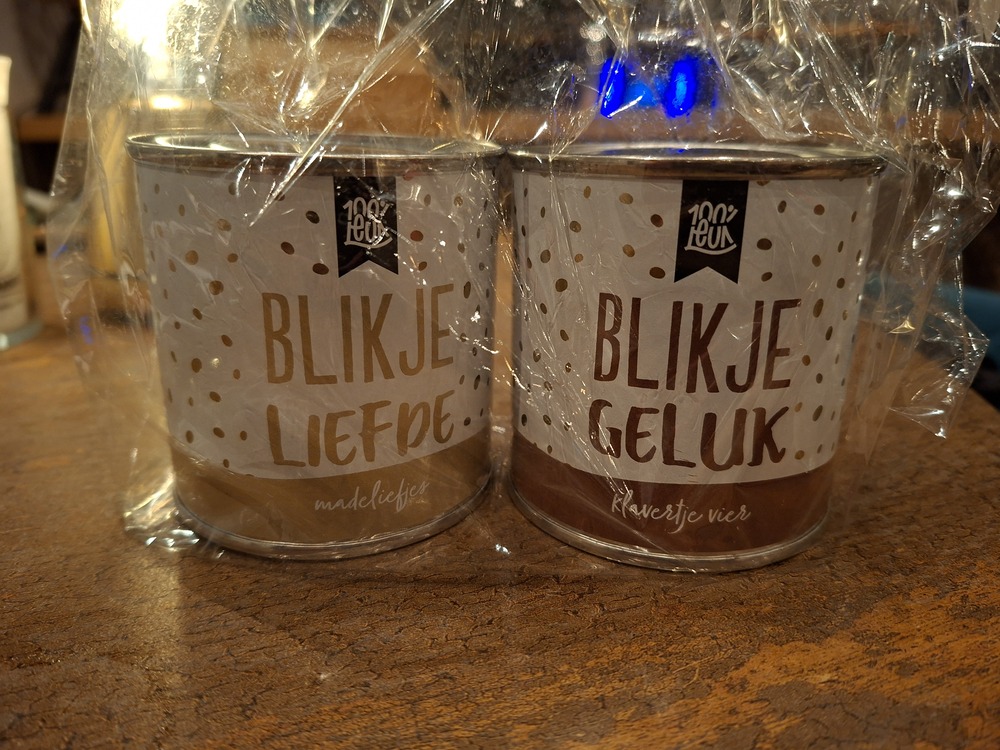 100%
leuk
BLIKJE
LIEFDE
madeliefjes
100%
leuk
BLIKJE
GELUK
klavertje vier